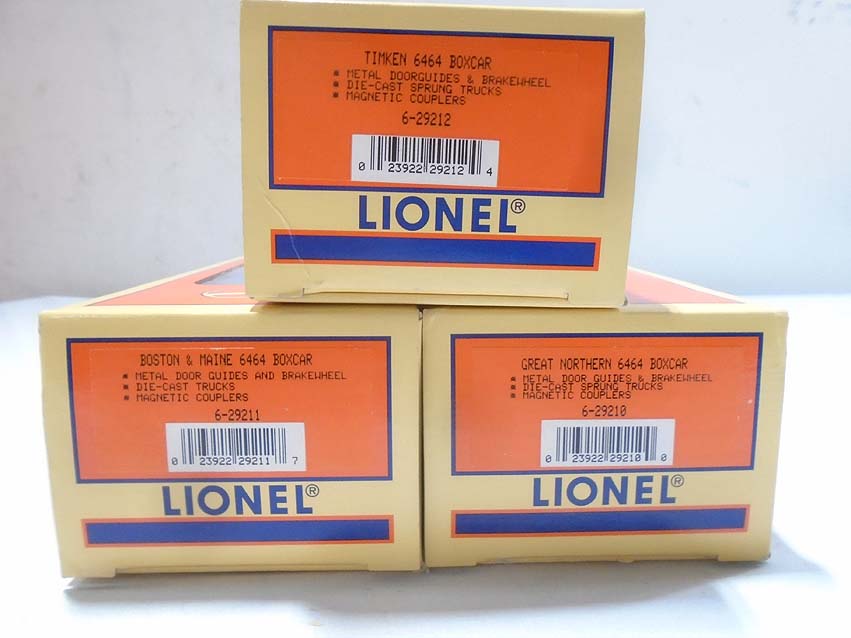 TIMKEN 6464 BOXCAR
▪ METAL DOORGUIDES & BRAKEWHEEL
▪ DIE-CAST SPRUNG TRUCKS
▪ MAGNETIC COUPLERS
6-29212
0 23922 29212 4
LIONEL®
BOSTON & MAINE 6464 BOXCAR
▪ METAL DOOR GUIDES AND BRAKEWHEEL
▪ DIE-CAST TRUCKS
▪ MAGNETIC COUPLERS
6-29211
0 23922 29211 7
LIONEL®
GREAT NORTHERN 6464 BOXCAR
▪ METAL DOOR GUIDES & BRAKEWHEEL
▪ DIE-CAST SPRUNG TRUCKS
▪ MAGNETIC COUPLERS
6-29210
0 23922 29210 0
LIONEL®